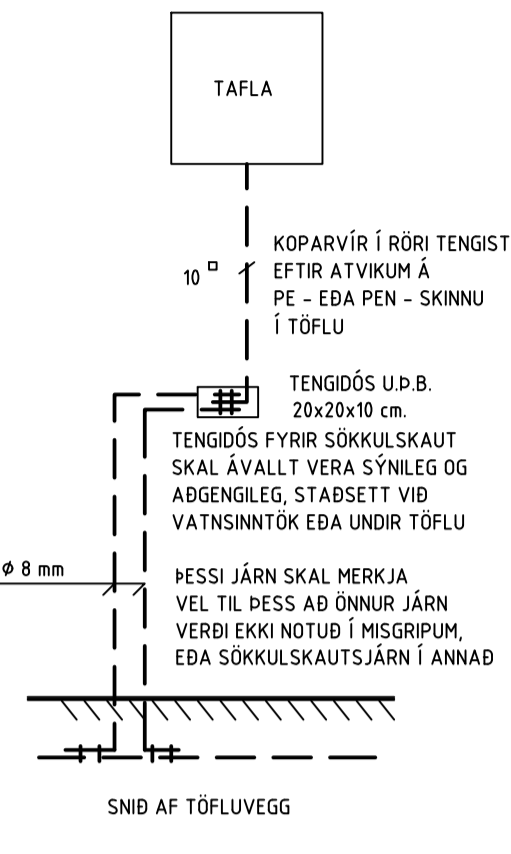 TAFLA
KOPARVÍR Í RÖRI TENGIST
EFTIR ATVIKUM Á
PE - EÐA PEN - SKINNU
Í TÖFLU
10 □
TENGIDÓS U.Þ.B.
20x20x10 cm.
TENGIDÓS FYRIR SÖKKULSKAUT
SKAL ÁVALLT VERA SÝNILEG OG
AÐGENGILEG, STAÐSETT VIÐ
VATNSINNTÖK EÐA UNDIR TÖFLU
ø 8 mm
ÞESSI JÁRN SKAL MERKJA
VEL TIL ÞESS AÐ ÖNNUR JÁRN
VERÐI EKKI NOTUÐ Í MISGRIPUM,
EÐA SÖKKULSKAUTSJÁRN Í ANNAÐ
SNIÐ AF TÖFLUVEGG